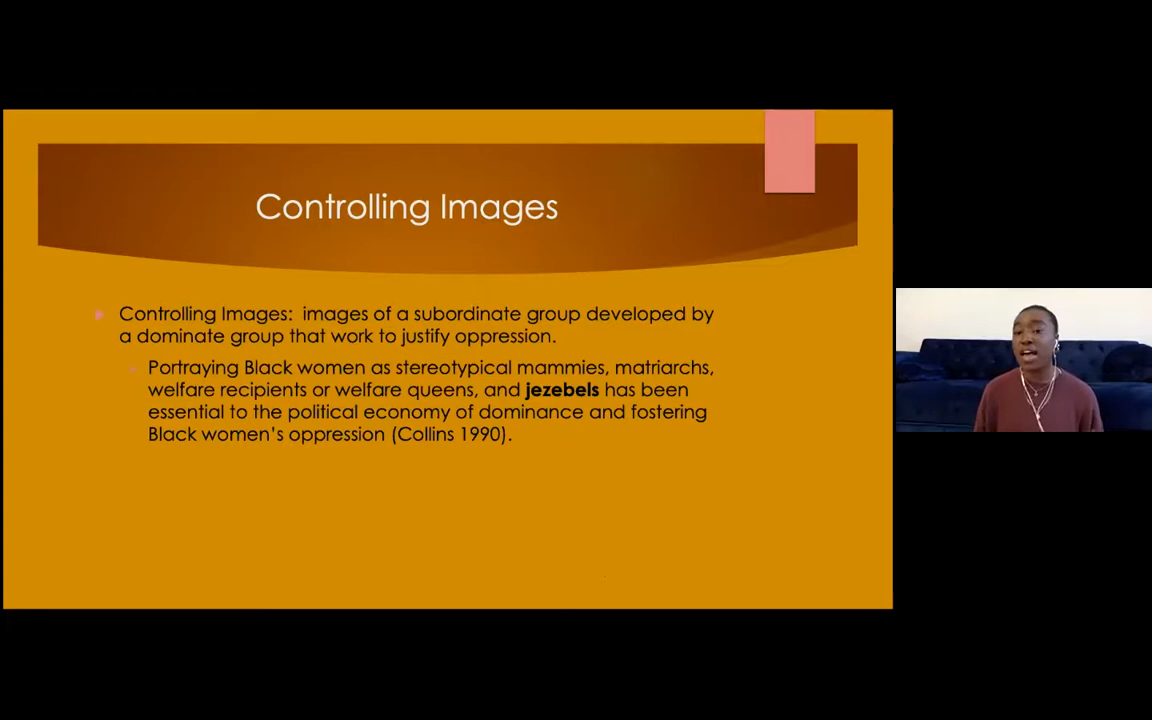 Controlling Images
Controlling Images:  images of a subordinate group developed by
a dominate group that work to justify oppression.
Portraying Black women as stereotypical mammies, matriarchs,
welfare recipients or welfare queens, and jezebels has been
essential to the political economy of dominance and fostering
Black women's oppression (Collins 1990).